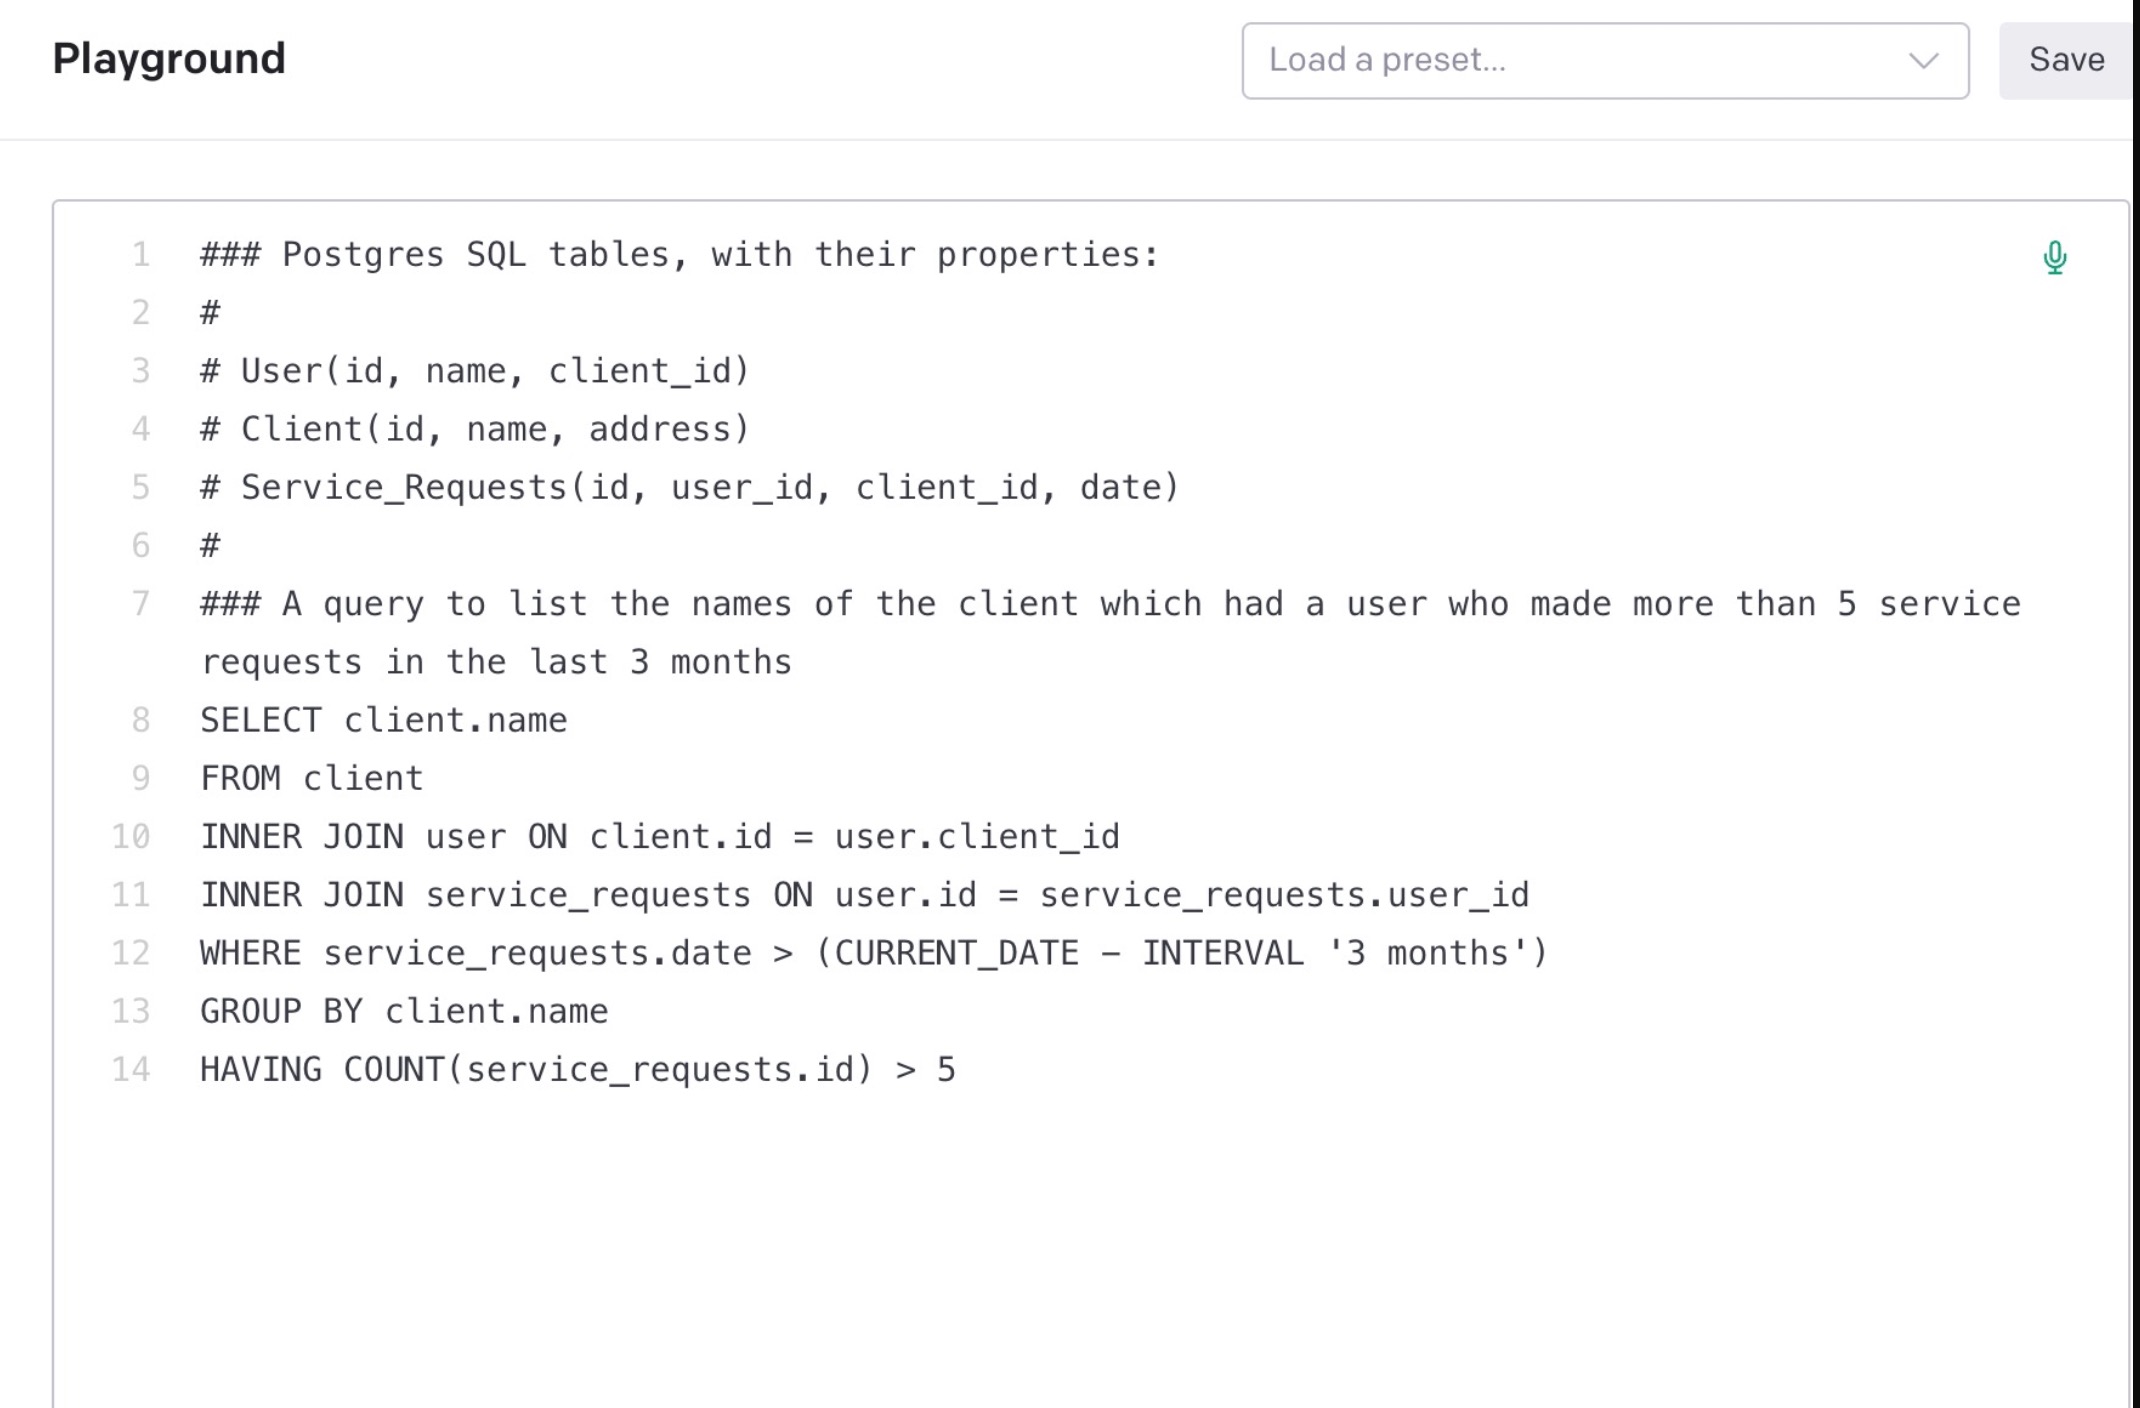 Playground
Load a preset...
Save
1 ### Postgres SQL tables, with their properties:
2 #
3 # User(id, name, client_id)
4 # Client(id, name, address)
5 # Service_Requests(id, user_id, client_id, date)
6 #
7 ### A query to list the names of the client which had a user who made more than 5 service
requests in the last 3 months
8 SELECT client.name
9 FROM client
10 INNER JOIN user ON client.id = user.client_id
11 INNER JOIN service_requests ON user.id = service_requests.user_id
12 WHERE service_requests.date > (CURRENT_DATE - INTERVAL '3 months')
13 GROUP BY client.name
14 HAVING COUNT(service_requests.id) > 5